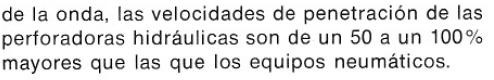 de la onda, las velocidades de penetración de las
perforadoras hidráulicas son de un 50 a un 100%
mayores que las que los equipos neumáticos.